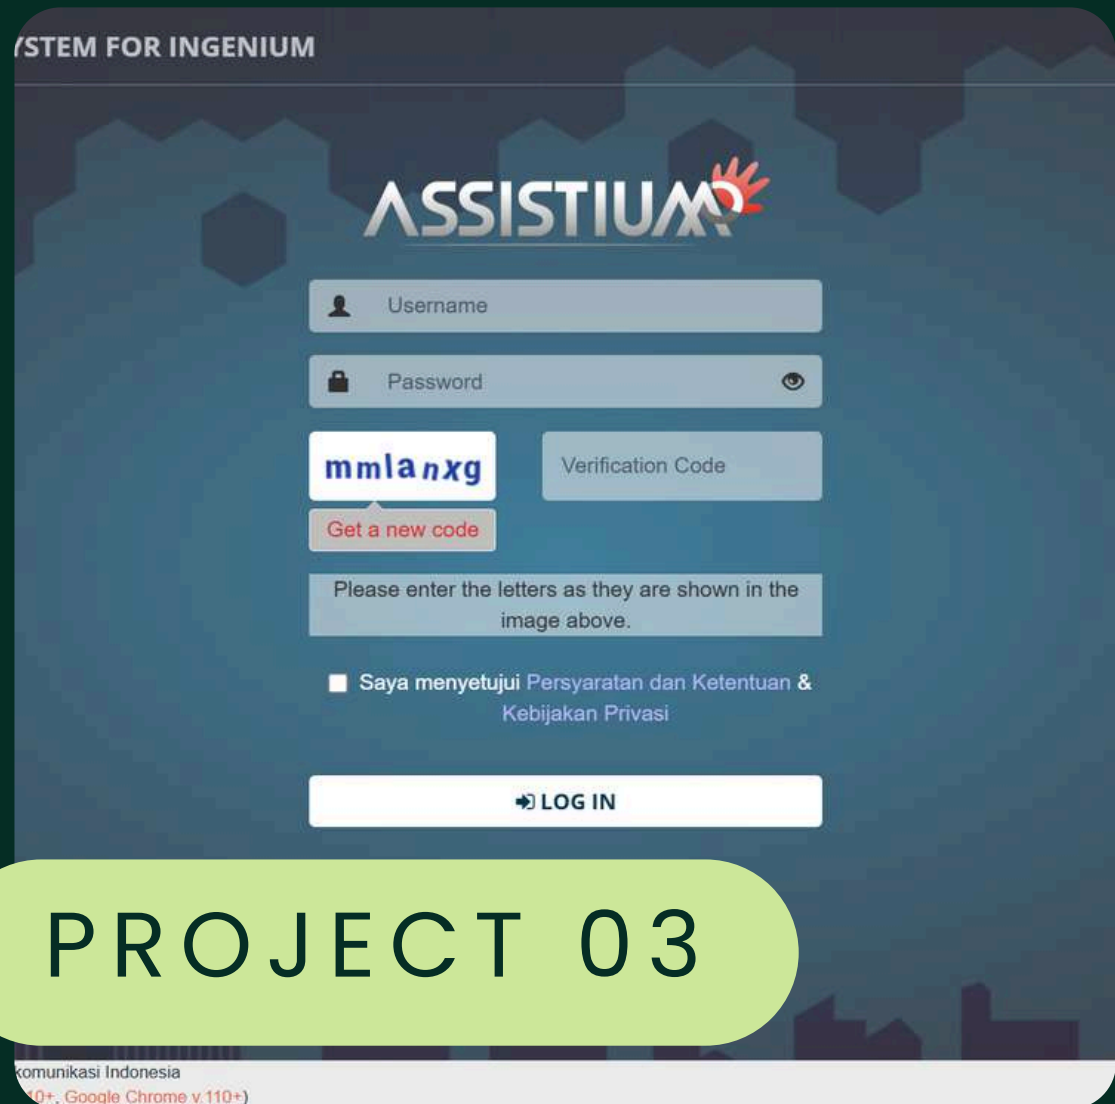 YSTEM FOR INGENIUM
ASSISTIUM
Username
Password
mmlanxg
Verification Code
Get a new code
Please enter the letters as they are shown in the
image above.
Saya menyetujui Persyaratan dan Ketentuan &
Kebijakan Privasi
LOG IN
PROJECT 03
komunikasi Indonesia
10+, Google Chrome v.110+)